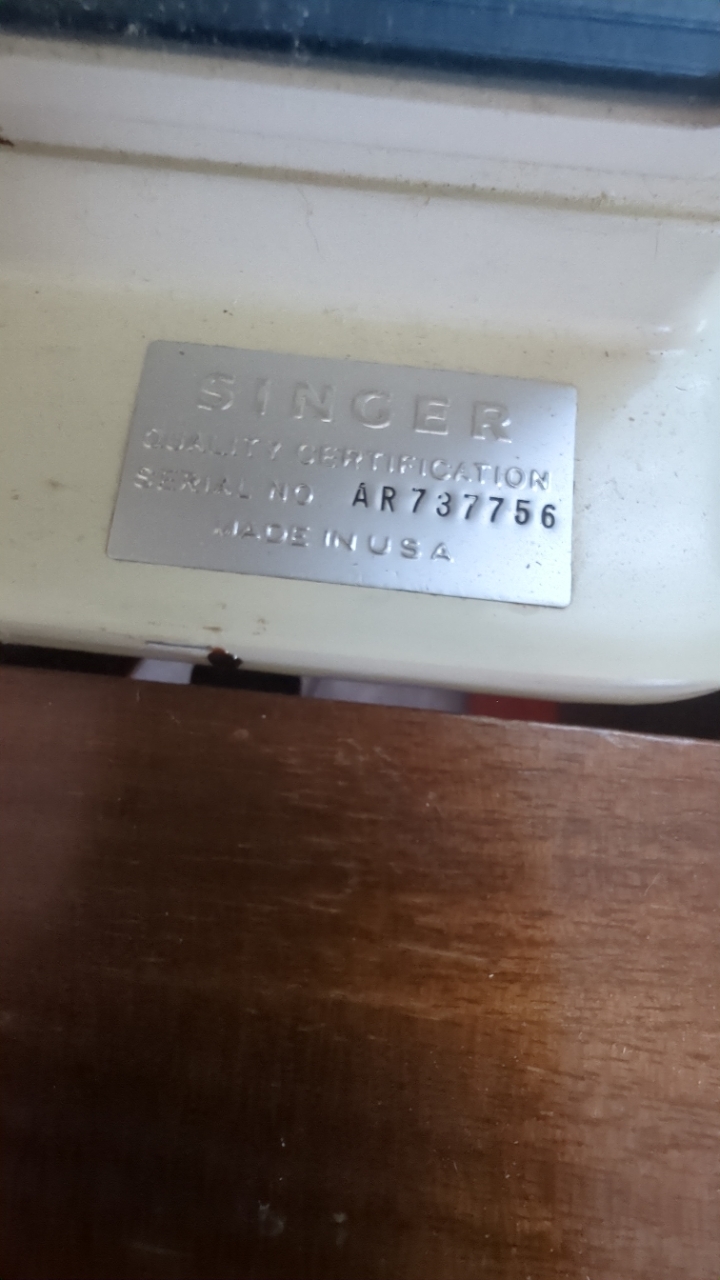 SINGER
QUALITY CERTIFICATION
SERIAL NO AR737756
MADE IN USA